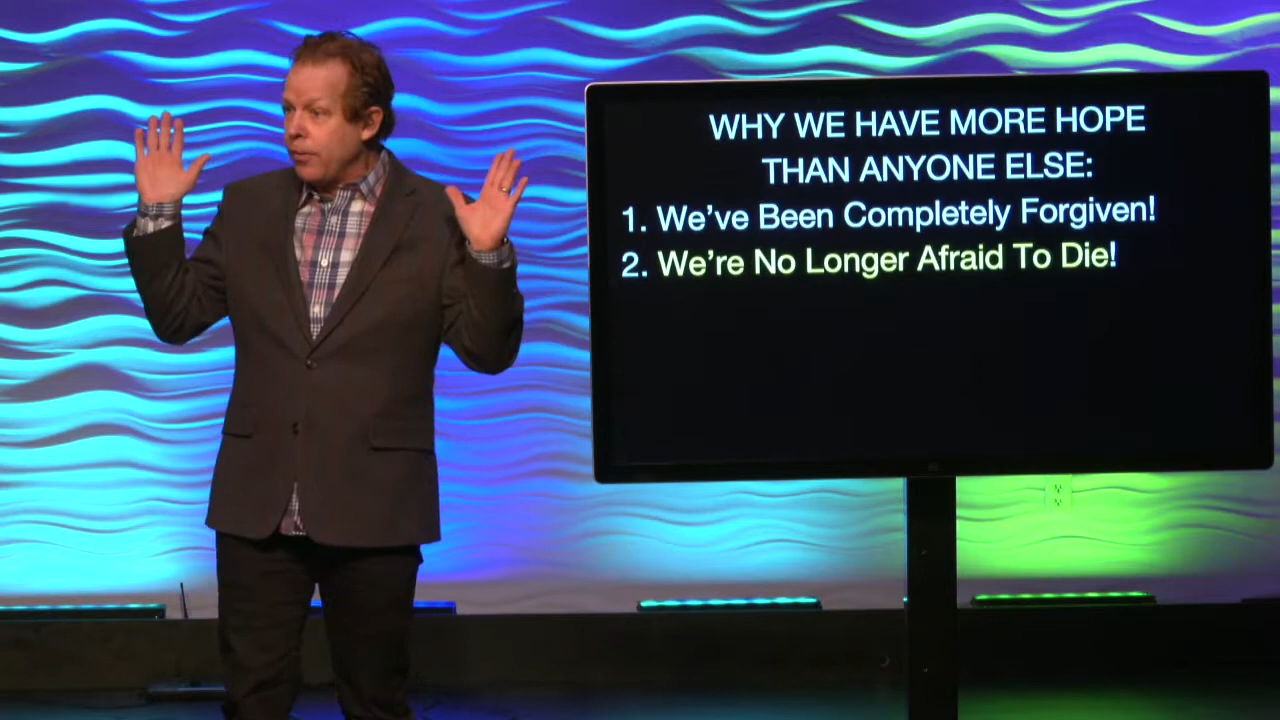 WHY WE HAVE MORE HOPE
THAN ANYONE ELSE:
1. We've Been Completely Forgiven!
2. We're No Longer Afraid To Die!